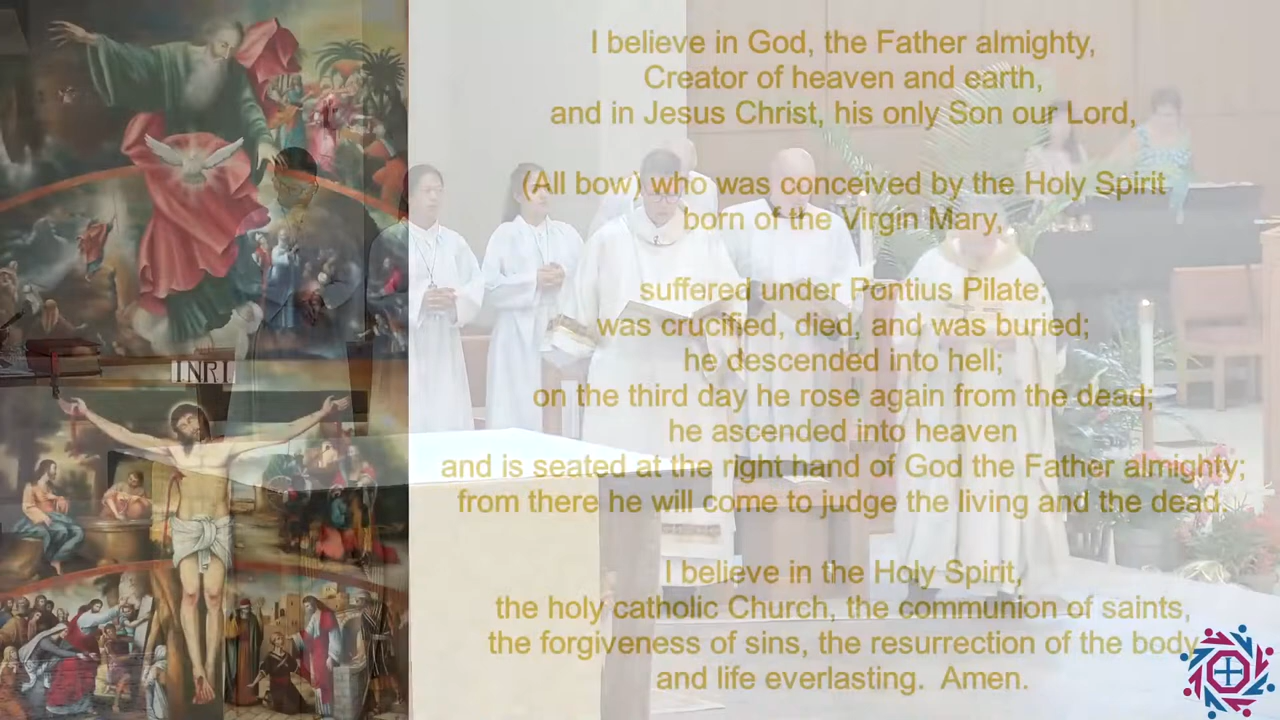 I believe in God, the Father almighty,
Creator of heaven and earth,
and in Jesus Christ, his only Son our Lord,
(All bow) who was conceived by the Holy Spirit
born of the Virgin Mary,
suffered under Pontius Pilate;
was crucified, died, and was buried;
he descended into hell;
on the third day he rose again from the dead;
he ascended into heaven
and is seated at the right hand of God the Father almighty;
from there he will come to judge the living and the dead.
I believe in the Holy Spirit,
the holy catholic Church, the communion of saints,
the forgiveness of sins, the resurrection of the body
and life everlasting. Amen.
INRI